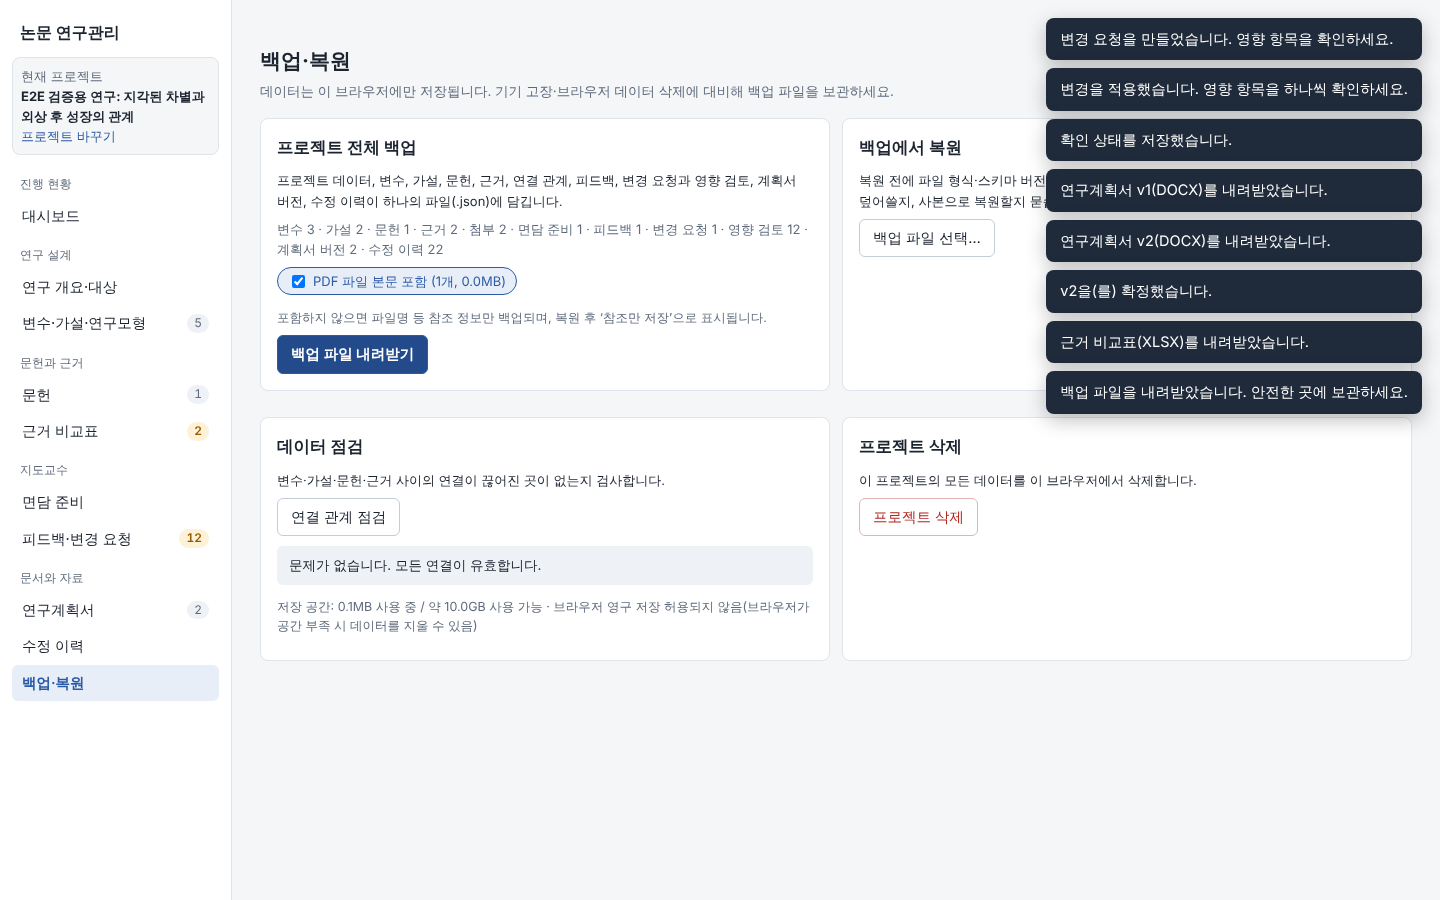 논문 연구관리
현재 프로젝트
E2E 검증용 연구: 지각된 차별과
외상 후 성장의 관계
프로젝트 바꾸기
진행 현황
대시보드
연구 설계
연구 개요·대상
변수·가설·연구모형 5
문헌과 근거
문헌 1
근거 비교표 2
지도교수
면담 준비
피드백·변경 요청 12
문서와 자료
연구계획서 2
수정 이력
백업·복원
백업·복원
데이터는 이 브라우저에만 저장됩니다. 기기 고장·브라우저 데이터 삭제에 대비해 백업 파일을 보관하세요.
프로젝트 전체 백업
프로젝트 데이터, 변수, 가설, 문헌, 근거, 연결 관계, 피드백, 변경 요청과 영향 검토, 계획서
버전, 수정 이력이 하나의 파일(.json)에 담깁니다.
변수 3 · 가설 2 · 문헌 1 · 근거 2 · 첨부 2 · 면담 준비 1 · 피드백 1 · 변경 요청 1 · 영향 검토 12 ·
계획서 버전 2 · 수정 이력 22
PDF 파일 본문 포함 (1개, 0.0MB)
포함하지 않으면 파일명 등 참조 정보만 백업되며, 복원 후 ‘참조만 저장’으로 표시됩니다.
백업 파일 내려받기
백업에서 복원
복원 전에 파일 형식·스키마 버전
덮어쓸지, 사본으로 복원할지
백업 파일 선택…
데이터 점검
변수·가설·문헌·근거 사이의 연결이 끊어진 곳이 없는지 검사합니다.
연결 관계 점검
문제가 없습니다. 모든 연결이 유효합니다.
저장 공간: 0.1MB 사용 중 / 약 10.0GB 사용 가능 · 브라우저 영구 저장 허용되지 않음(브라우저가
공간 부족 시 데이터를 지울 수 있음)
프로젝트 삭제
이 프로젝트의 모든 데이터를 이 브라우저에서 삭제합니다.
프로젝트 삭제
변경 요청을 만들었습니다. 영향 항목을 확인하세요.
변경을 적용했습니다. 영향 항목을 하나씩 확인하세요.
확인 상태를 저장했습니다.
연구계획서 v1(DOCX)를 내려받았습니다.
연구계획서 v2(DOCX)를 내려받았습니다.
v2을(를) 확정했습니다.
근거 비교표(XLSX)를 내려받았습니다.
백업 파일을 내려받았습니다. 안전한 곳에 보관하세요.